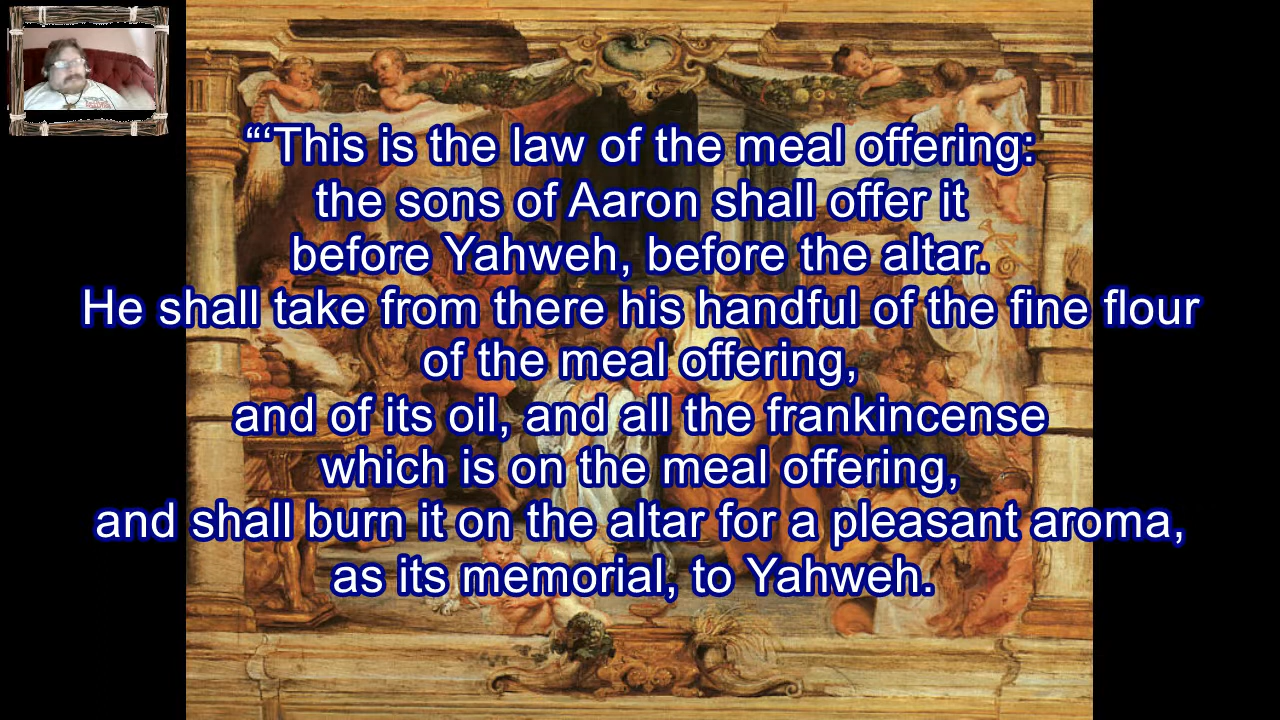 “‘This is the law of the meal offering:
the sons of Aaron shall offer it
before Yahweh, before the altar.
He shall take from there his handful of the fine flour
of the meal offering,
and of its oil, and all the frankincense
which is on the meal offering,
and shall burn it on the altar for a pleasant aroma,
as its memorial, to Yahweh.